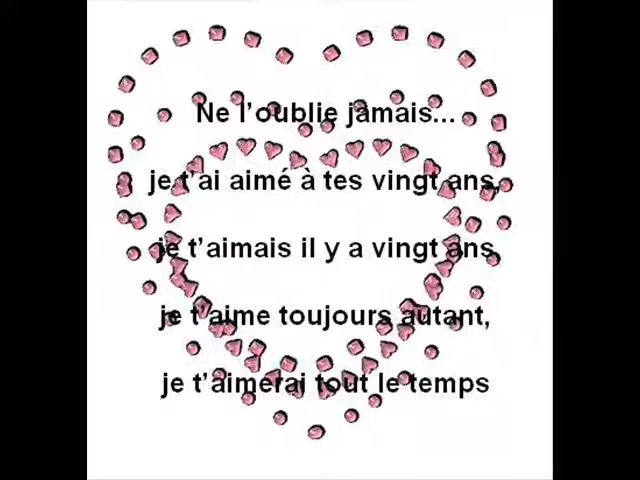 Ne l'oublie jamais...
je t'ai aimé à tes vingt ans,
je t'aimais il y a vingt ans
je t'aime toujours autant,
je t'aimerai tout le temps